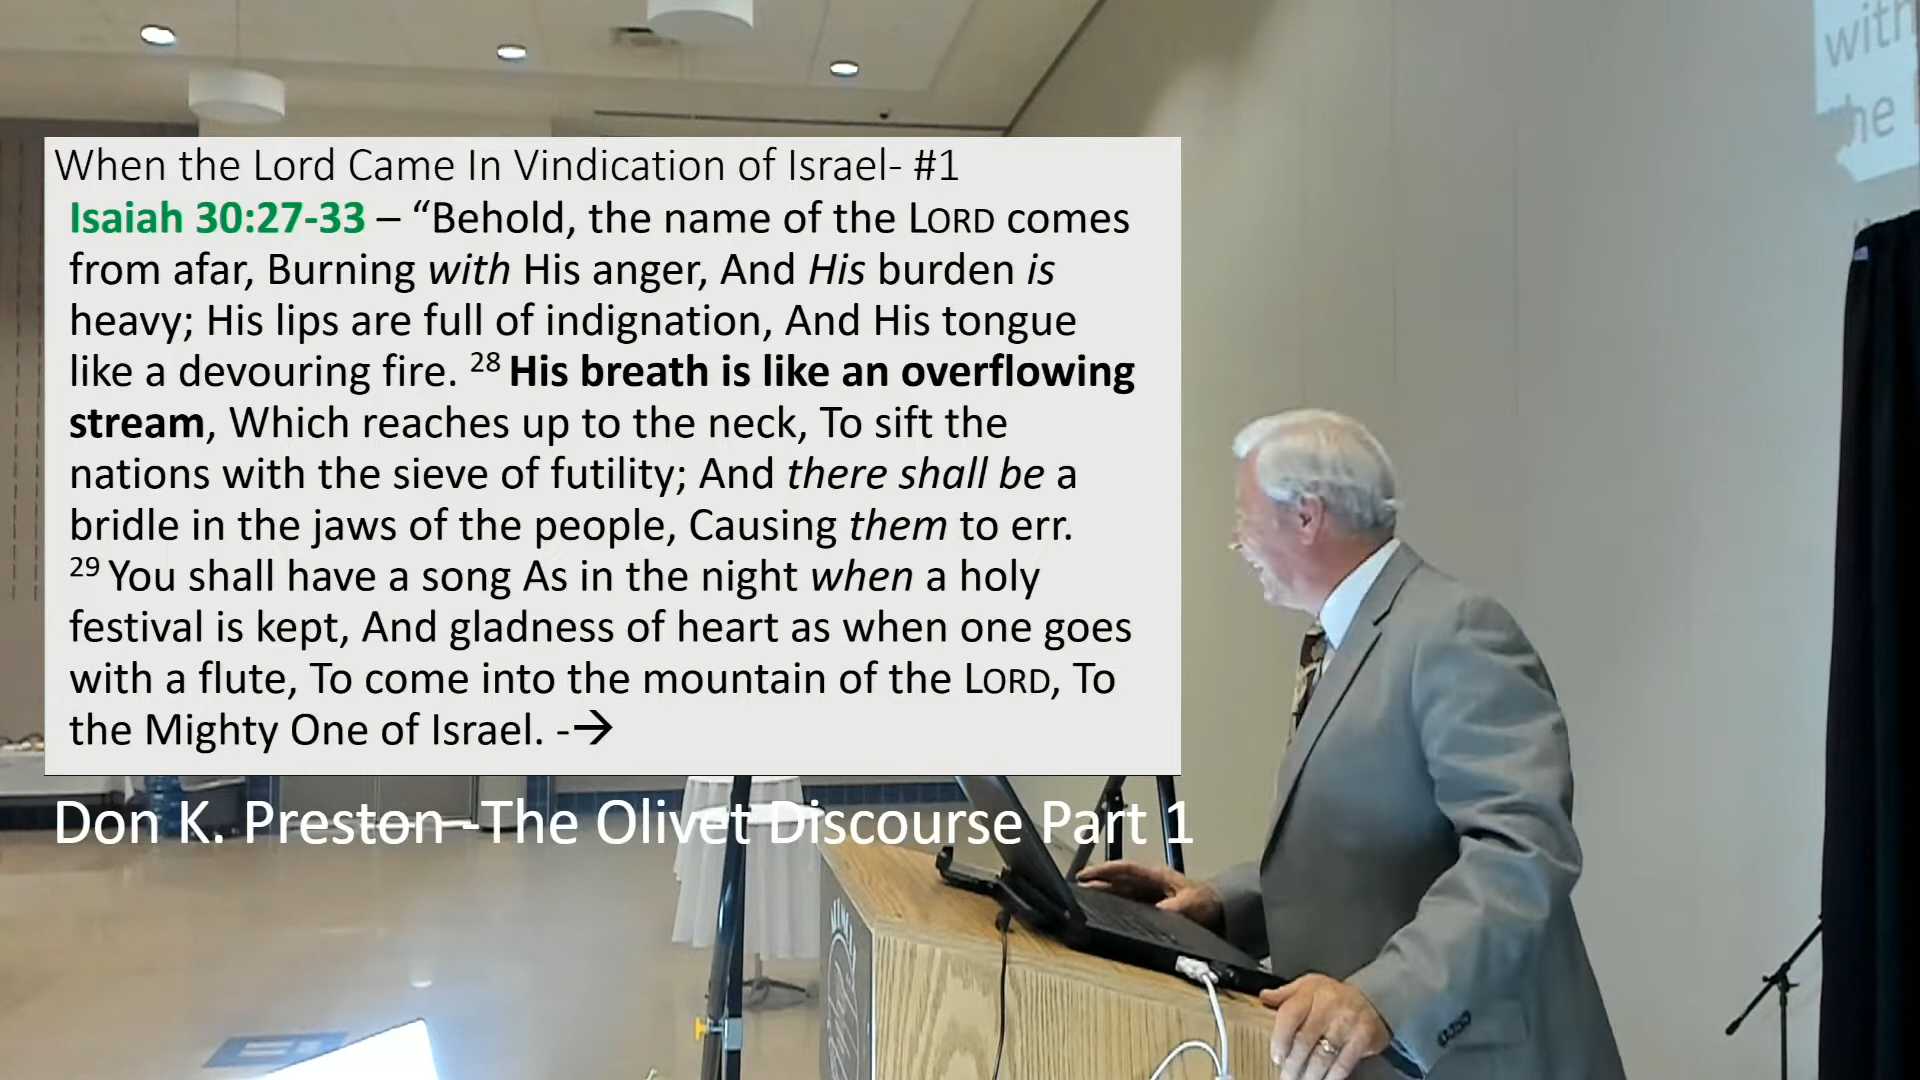 with
the
When the Lord Came In Vindication of Israel- #1
Isaiah 30:27-33 – “Behold, the name of the LORD comes
from afar, Burning with His anger, And His burden is
heavy; His lips are full of indignation, And His tongue
like a devouring fire. 28 His breath is like an overflowing
stream, Which reaches up to the neck, To sift the
nations with the sieve of futility; And there shall be a
bridle in the jaws of the people, Causing them to err.
29 You shall have a song As in the night when a holy
festival is kept, And gladness of heart as when one goes
with a flute, To come into the mountain of the LORD, To
the Mighty One of Israel. -→
Don K. Preston -The Olivet Discourse Part 1